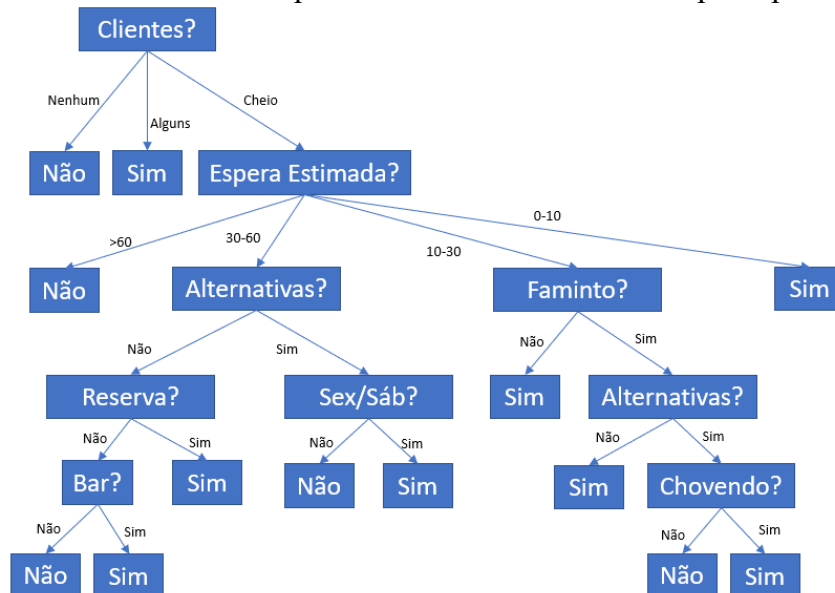 Clientes?
Nenhum
Alguns
Cheio
Não
Sim
Espera Estimada?
>60
30-60
10-30
0-10
Não
Alternativas?
Faminto?
Sim
Não
Sim
Não
Sim
Reserva?
Sex/Sáb?
Sim
Alternativas?
Não
Sim
Não
Sim
Não
Sim
Bar?
Sim
Não
Sim
Sim
Chovendo?
Não
Sim
Não
Sim
Não
Sim
Não
Sim